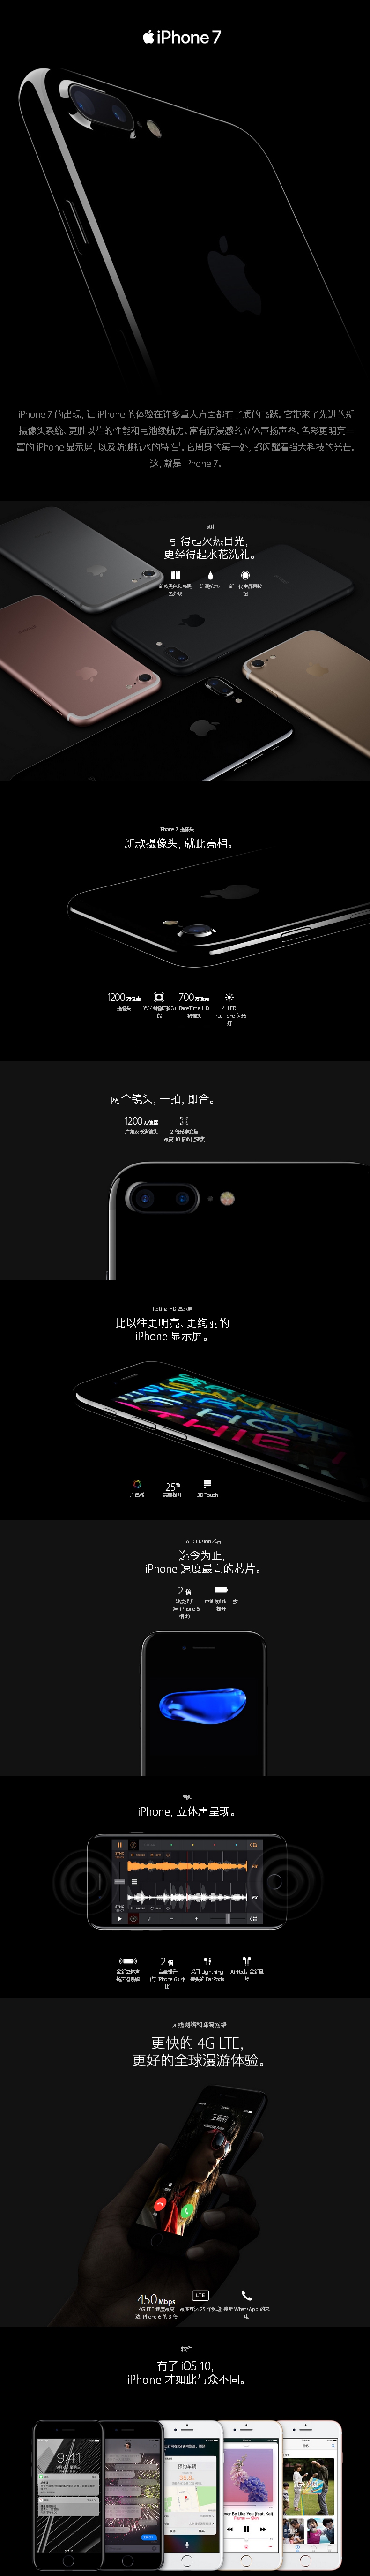 iPhone 7
iPhone 7 的出现, 让 iPhone 的体验在许多重大方面都有了质的飞跃。它带来了先进的新
摄像头系统、更胜以往的性能和电池续航力、富有沉浸感的立体声扬声器、色彩更明亮丰
富的 iPhone 显示屏, 以及防溅抗水的特性¹。它周身的每一处, 都闪耀着强大科技的光芒。
这, 就是 iPhone 7。
设计
引得起火热目光,
更经得起水花洗礼。
防溅抗水¹
新一代主屏幕按
钮
色外观
iPhone 7 摄像头
新款摄像头, 就此亮相。
1200 万像素
摄像头
光学图像防抖功
能
700 万像素
FaceTime HD
摄像头
4-LED
True Tone 闪光
灯
两个镜头, 一拍, 即合。
1200 万像素
广角及长焦镜头
2 倍光学变焦
最高 10 倍数码变焦
Retina HD 显示屏
比以往更明亮、更绚丽的
iPhone 显示屏。
广色域
25%
亮度提升
3D Touch
A10 Fusion 芯片
迄今为止,
iPhone 速度最高的芯片。
2 倍
速度提升
(与 iPhone 6
相比)
电池续航进一步
提升
音频
iPhone, 立体声呈现。
全新立体声
扬声器系统
2 倍
音量提升
(与 iPhone 6s 相
比)
采用 Lightning
接头的 EarPods
AirPods 全新登
场
无线网络和蜂窝网络
更快的 4G LTE,
更好的全球漫游体验。
王颖莉
450 Mbps
4G LTE 速度最高
达 iPhone 6 的 3 倍
LTE
最多可达 25 个频段
接听 WhatsApp 的来
电
软件
有了 iOS 10,
iPhone 才如此与众不同。
9:41
预约车辆